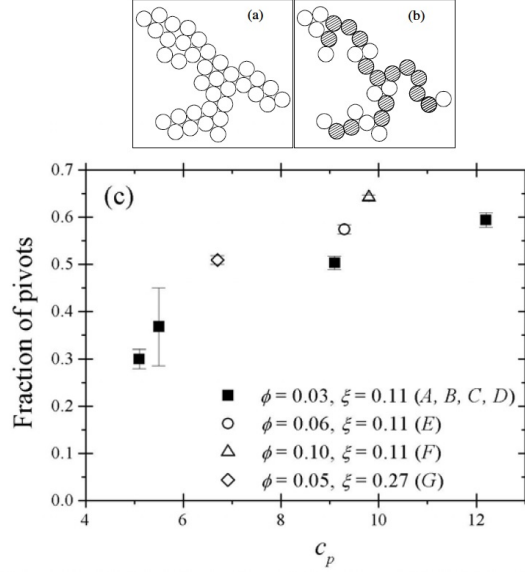 (a)
(b)
(c)
0.7
0.6
0.5
0.4
0.3
0.2
0.1
0.0
Fraction of pivots
ϕ = 0.03, ξ = 0.11 (A, B, C, D)
ϕ = 0.06, ξ = 0.11 (E)
ϕ = 0.10, ξ = 0.11 (F)
ϕ = 0.05, ξ = 0.27 (G)
4 6 8 10 12
c_p